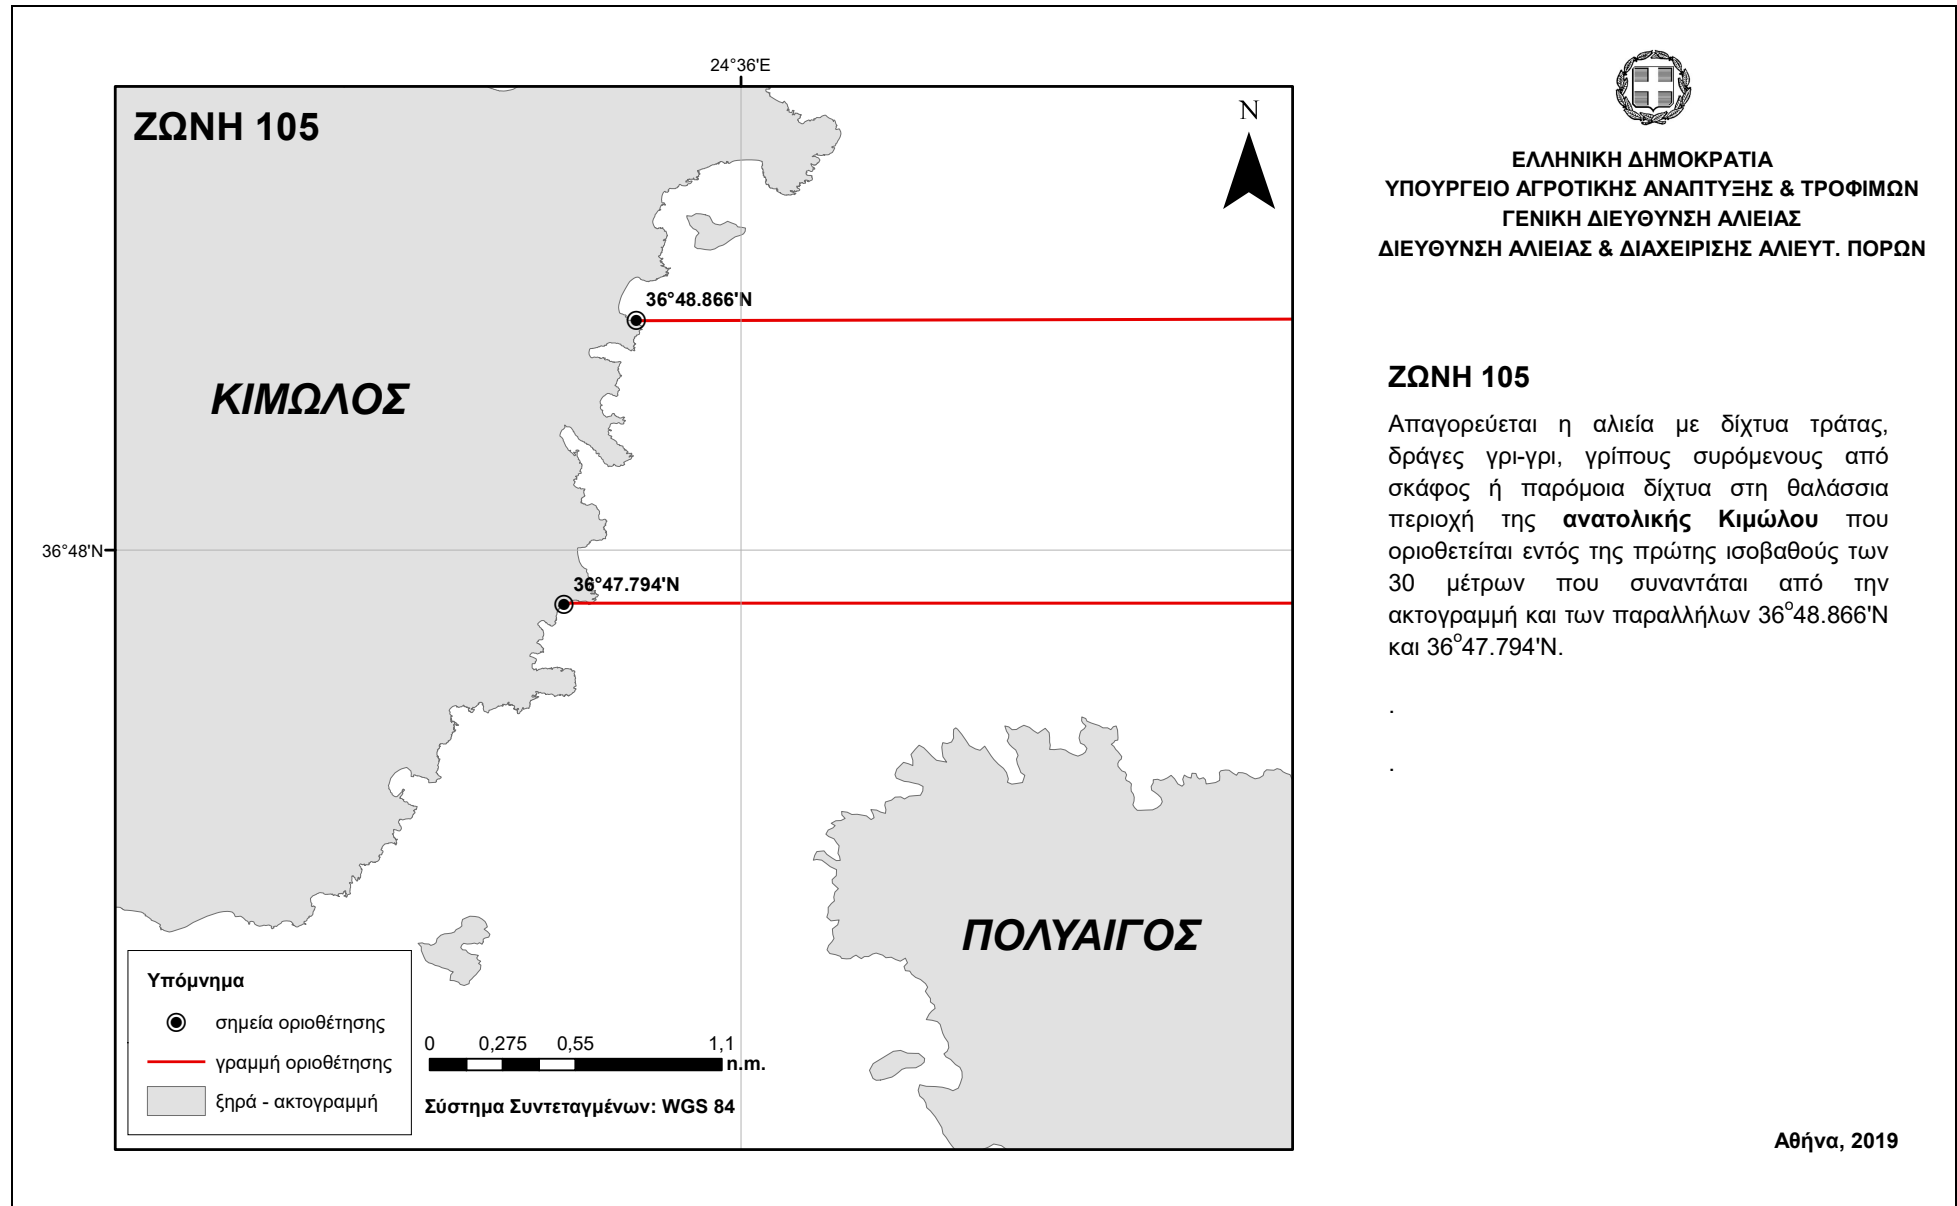 24°36'E
ΖΩΝΗ 105
N
36°48.866'N
ΚΙΜΩΛΟΣ
36°48'N
36°47.794'N
ΠΟΛΥΑΙΓΟΣ
Υπόμνημα
σημεία οριοθέτησης
γραμμή οριοθέτησης
ξηρά - ακτογραμμή
0 0,275 0,55 1,1
n.m.
Σύστημα Συντεταγμένων: WGS 84
ΕΛΛΗΝΙΚΗ ΔΗΜΟΚΡΑΤΙΑ
ΥΠΟΥΡΓΕΙΟ ΑΓΡΟΤΙΚΗΣ ΑΝΑΠΤΥΞΗΣ & ΤΡΟΦΙΜΩΝ
ΓΕΝΙΚΗ ΔΙΕΥΘΥΝΣΗ ΑΛΙΕΙΑΣ
ΔΙΕΥΘΥΝΣΗ ΑΛΙΕΙΑΣ & ΔΙΑΧΕΙΡΙΣΗΣ ΑΛΙΕΥΤ. ΠΟΡΩΝ
ΖΩΝΗ 105
Απαγορεύεται η αλιεία με δίχτυα τράτας,
δράγες γρι-γρι, γρίπους συρόμενους από
σκάφος ή παρόμοια δίχτυα στη θαλάσσια
περιοχή της ανατολικής Κιμώλου που
οριοθετείται εντός της πρώτης ισοβαθούς των
30 μέτρων που συναντάται από την
ακτογραμμή και των παραλλήλων 36°48.866'N
και 36°47.794'N.
.
.
Αθήνα, 2019